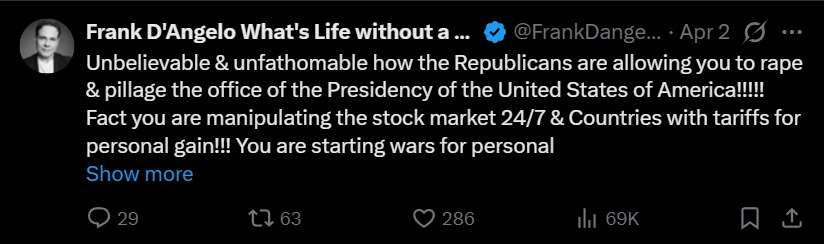 Frank D'Angelo What's Life without a ... @FrankDange... · Apr 2 ...
Unbelievable & unfathomable how the Republicans are allowing you to rape
& pillage the office of the Presidency of the United States of America!!!!!
Fact you are manipulating the stock market 24/7 & Countries with tariffs for
personal gain!!! You are starting wars for personal
Show more
29 63 286 69K